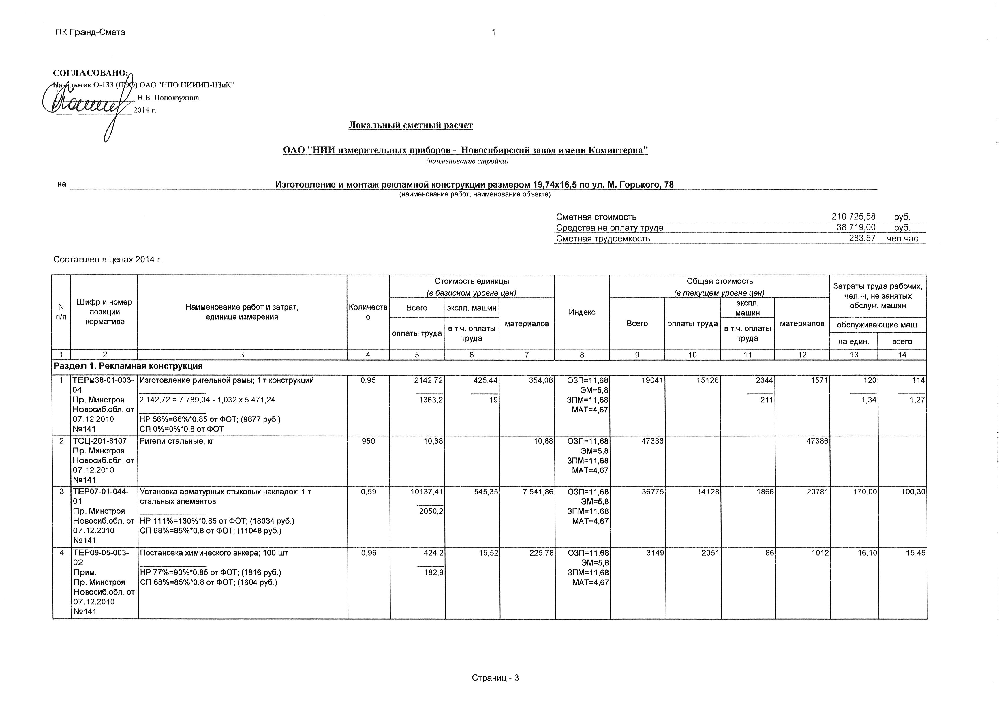 ПК Гранд-Смета 1
СОГЛАСОВАНО:
Начальник О-133 (ПЭО) ОАО "НПО НИИИП-НЗиК"
Н.В. Поползухина
2014 г.
Локальный сметный расчет
ОАО "НИИ измерительных приборов - Новосибирский завод имени Коминтерна"
(наименование стройки)
на Изготовление и монтаж рекламной конструкции размером 19,74х16,5 по ул. М. Горького, 78
(наименование работ, наименование объекта)
Сметная стоимость 210 725,58 руб.
Средства на оплату труда 38 719,00 руб.
Сметная трудоемкость 283,57 чел.час
Составлен в ценах 2014 г.
N п/п
Шифр и номер позиции норматива
Наименование работ и затрат, единица измерения
Количество
Стоимость единицы
(в базисном уровне цен)
Всего
оплаты труда
экспл. машин
в т.ч. оплаты труда
материалов
Индекс
Общая стоимость
(в текущем уровне цен)
Всего
оплаты труда
экспл. машин
в т.ч. оплаты труда
материалов
Затраты труда рабочих, чел.-ч, не занятых обслуж. машин
обслуживающие маш.
на един. всего
1 2 3 4 5 6 7 8 9 10 11 12 13 14
Раздел 1. Рекламная конструкция
1 ТЕРм38-01-003- Изготовление ригельной рамы; 1 т конструкций 0,95 2142,72 425,44 354,08 ОЗП=11,68 19041 15126 2344 1571 120 114
04 ЭМ=5,8
Пр. Минстроя 2 142,72 = 7 789,04 - 1,032 x 5 471,24 1363,2 19 ЗПМ=11,68 211 1,34 1,27
Новосиб.обл. от МАТ=4,67
07.12.2010 НР 56%=66%*0.85 от ФОТ; (9877 руб.)
№141 СП 0%=0%*0.8 от ФОТ
2 ТСЦ-201-8107 Ригели стальные; кг 950 10,68 10,68 ОЗП=11,68 47386 47386
Пр. Минстроя ЭМ=5,8
Новосиб.обл. от ЗПМ=11,68
07.12.2010 МАТ=4,67
№141
3 ТЕР07-01-044- Установка арматурных стыковых накладок; 1 т 0,59 10137,41 545,35 7 541,86 ОЗП=11,68 36775 14128 1866 20781 170,00 100,30
01 стальных элементов ЭМ=5,8
Пр. Минстроя 2050,2 ЗПМ=11,68
Новосиб.обл. от НР 111%=130%*0.85 от ФОТ; (18034 руб.) МАТ=4,67
07.12.2010 СП 68%=85%*0.8 от ФОТ; (11048 руб.)
№141
4 ТЕР09-05-003- Постановка химического анкера; 100 шт 0,96 424,2 15,52 225,78 ОЗП=11,68 3149 2051 86 1012 16,10 15,46
02 ЭМ=5,8
Прим. НР 77%=90%*0.85 от ФОТ; (1816 руб.) 182,9 ЗПМ=11,68
Пр. Минстроя СП 68%=85%*0.8 от ФОТ; (1604 руб.) МАТ=4,67
Новосиб.обл. от
07.12.2010
№141
Страниц - 3